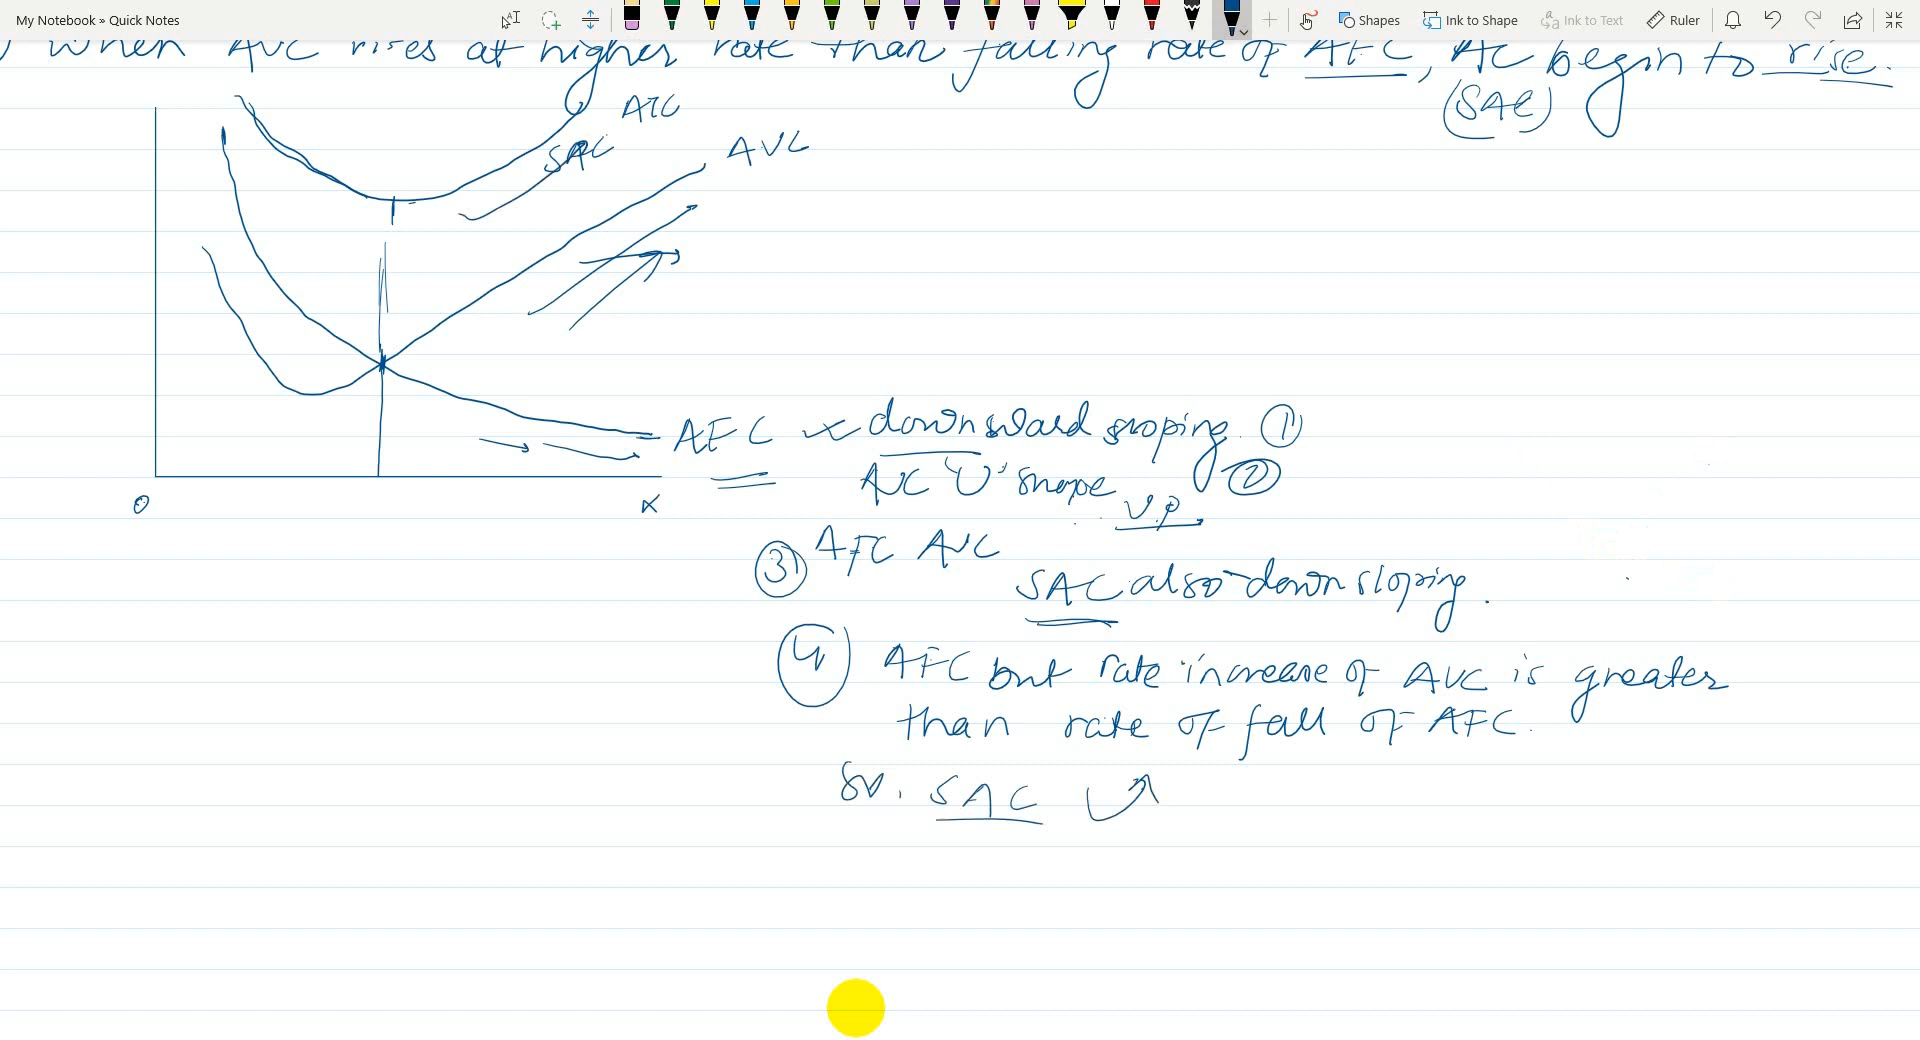 My Notebook » Quick Notes
Shapes
Ink to Shape
Ink to Text
Ruler
) when AVC rises at higher rate than falling rate of AFC, AC begin to rise.
(SAC)
ATC
SAC
AVC
AFC downward sloping. ①
AVC 'U' shape ②
V.P
O
X
③ AFC AVC
SAC also down sloping.
④ AFC but rate increase of AVC is greater
than rate of fall of AFC.
So. SAC